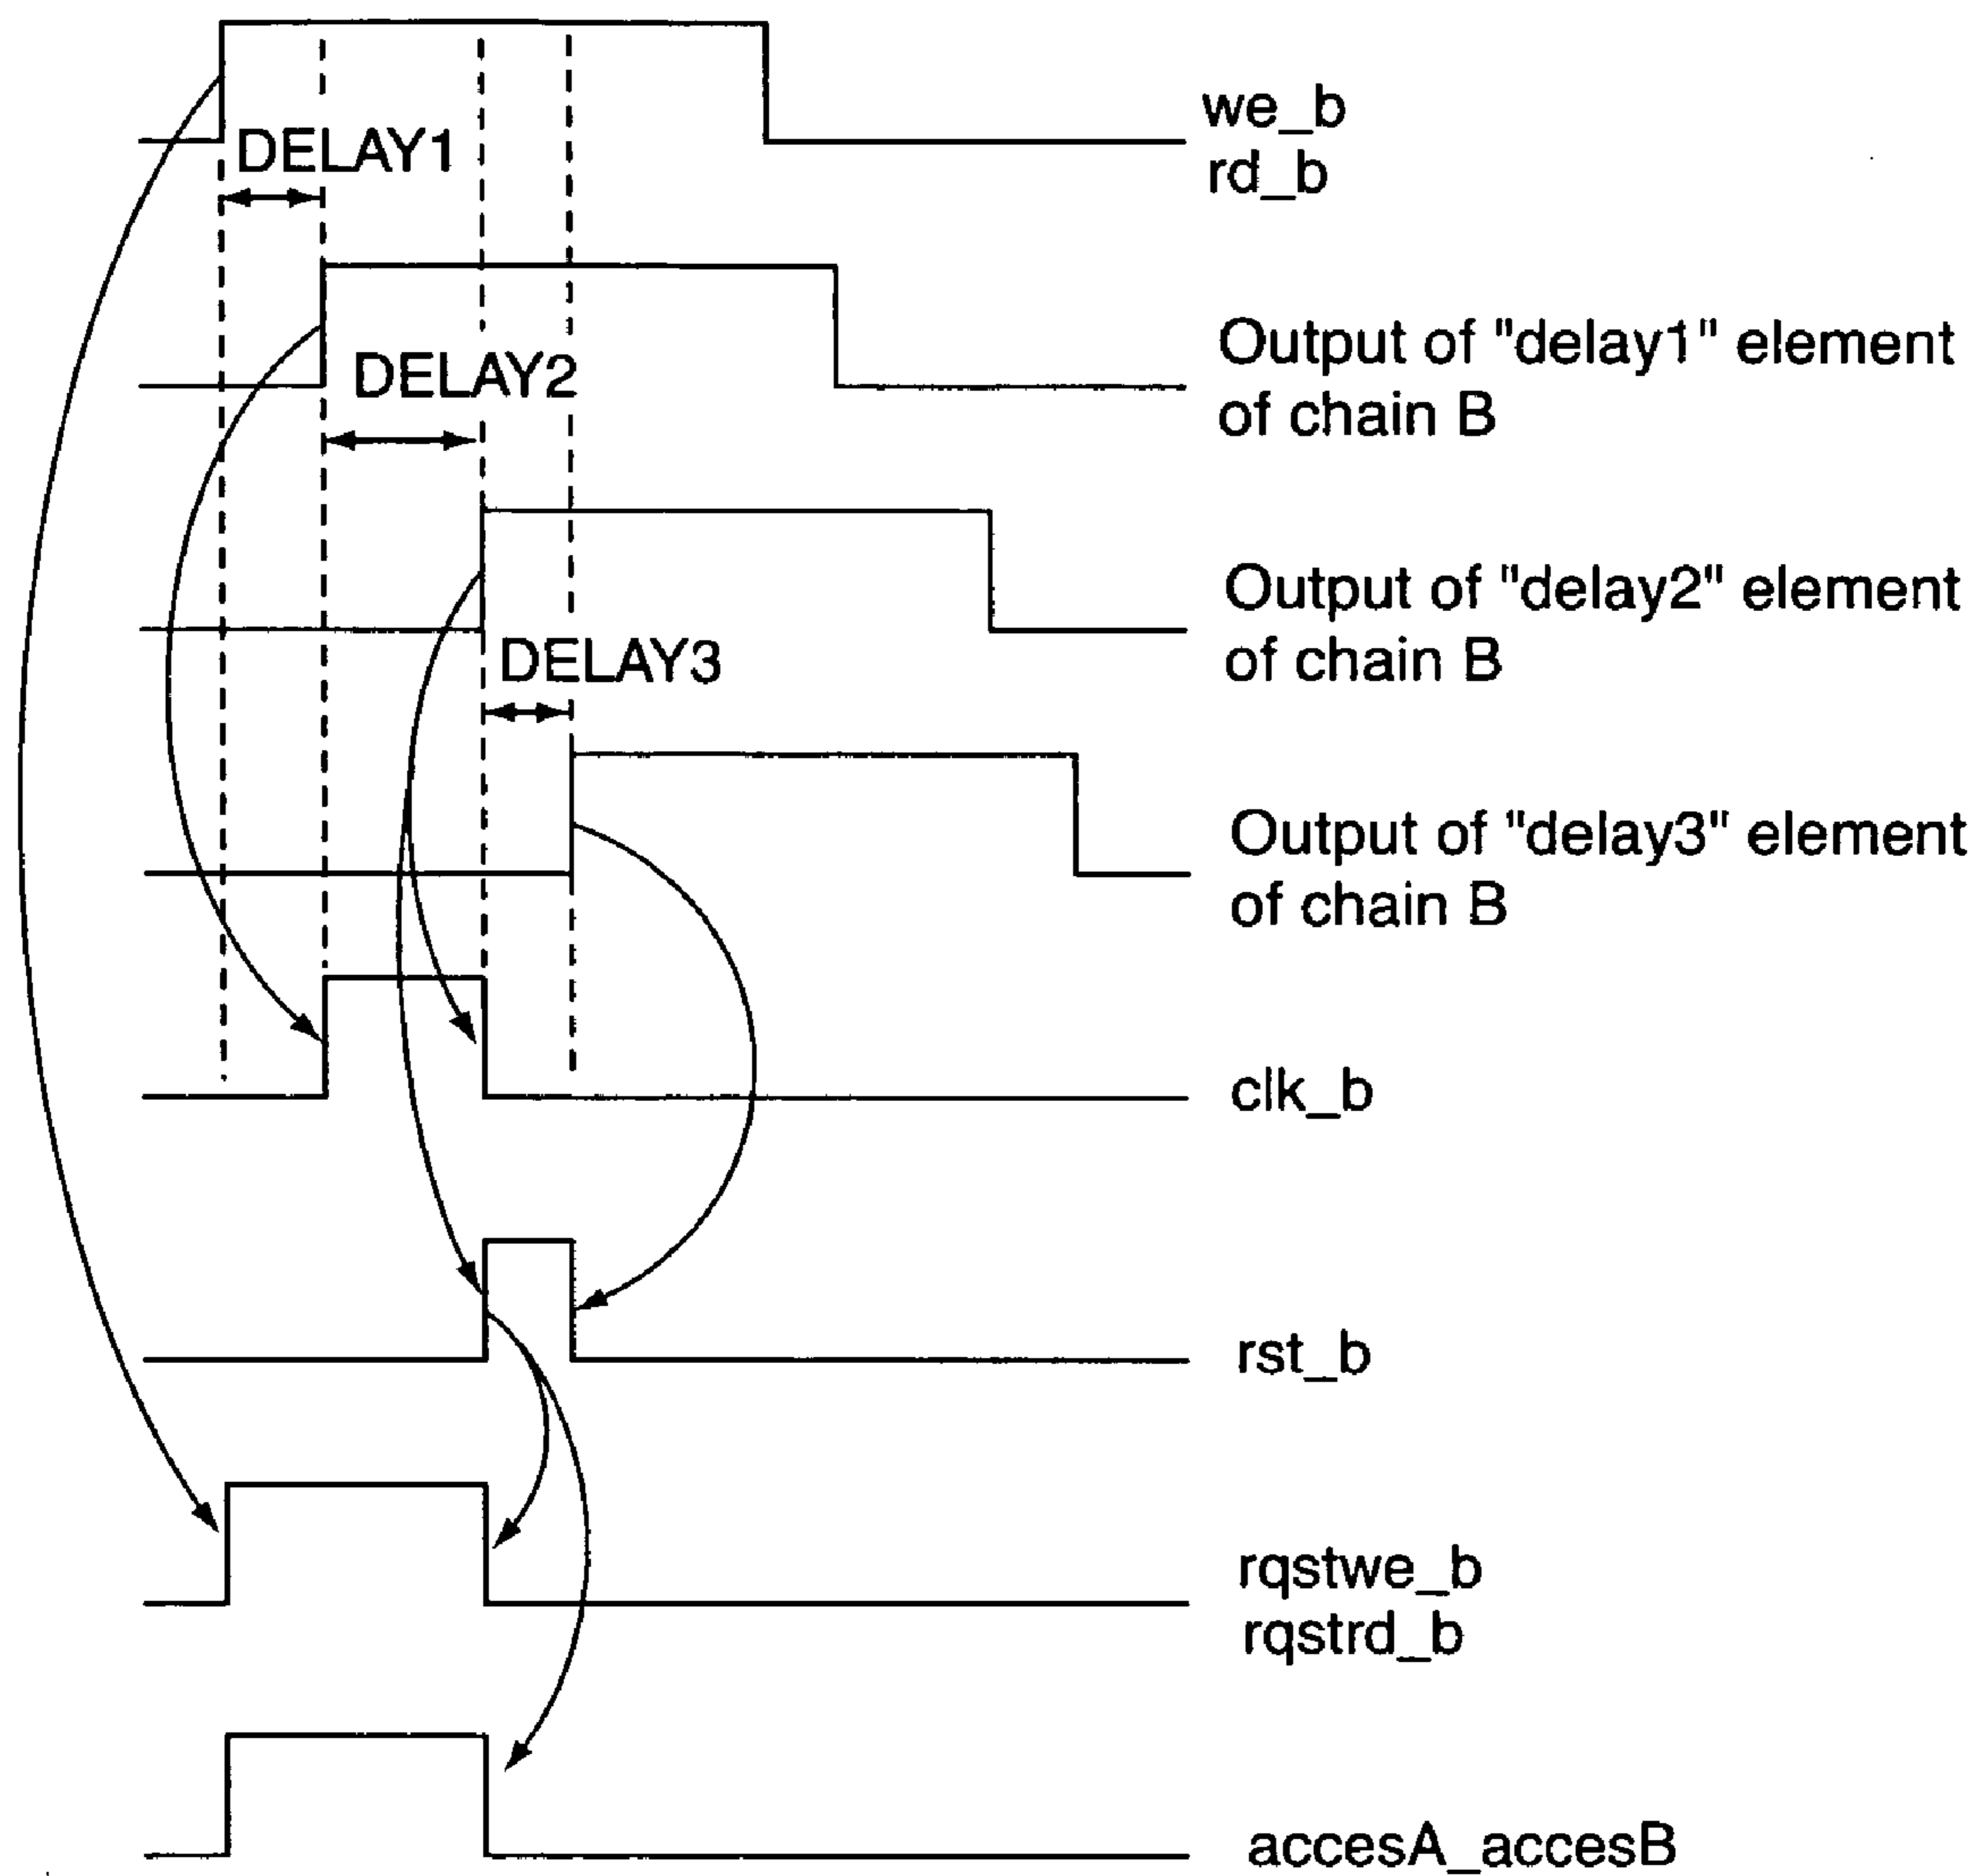 we_b
rd_b
DELAY1
Output of "delay1" element
of chain B
DELAY2
Output of "delay2" element
of chain B
DELAY3
Output of "delay3" element
of chain B
clk_b
rst_b
rqstwe_b
rqstrd_b
accesA_accesB